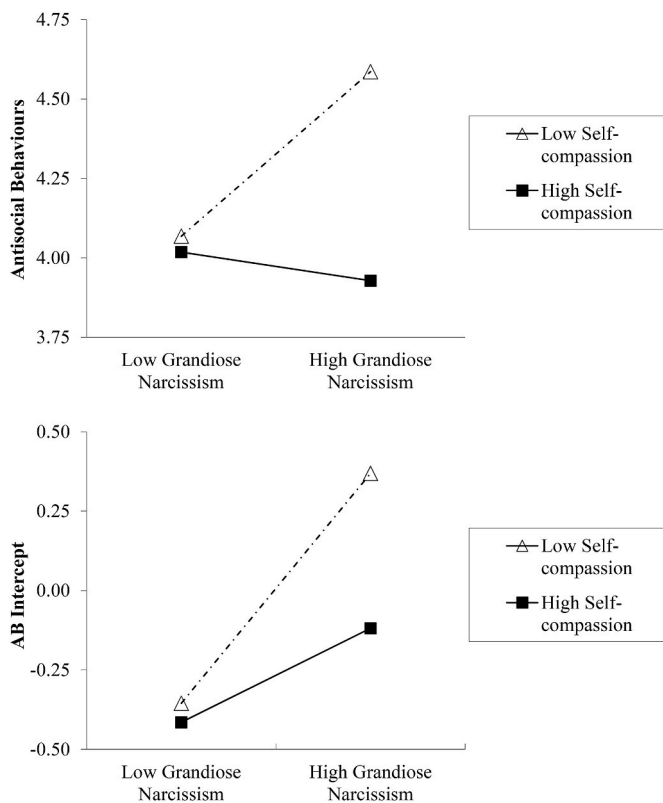 4.75
4.50
4.25
4.00
3.75
Antisocial Behaviours
Low Grandiose
Narcissism
High Grandiose
Narcissism
Low Self-
compassion
High Self-
compassion
0.50
0.25
0.00
-0.25
-0.50
AB Intercept
Low Grandiose
Narcissism
High Grandiose
Narcissism
Low Self-
compassion
High Self-
compassion